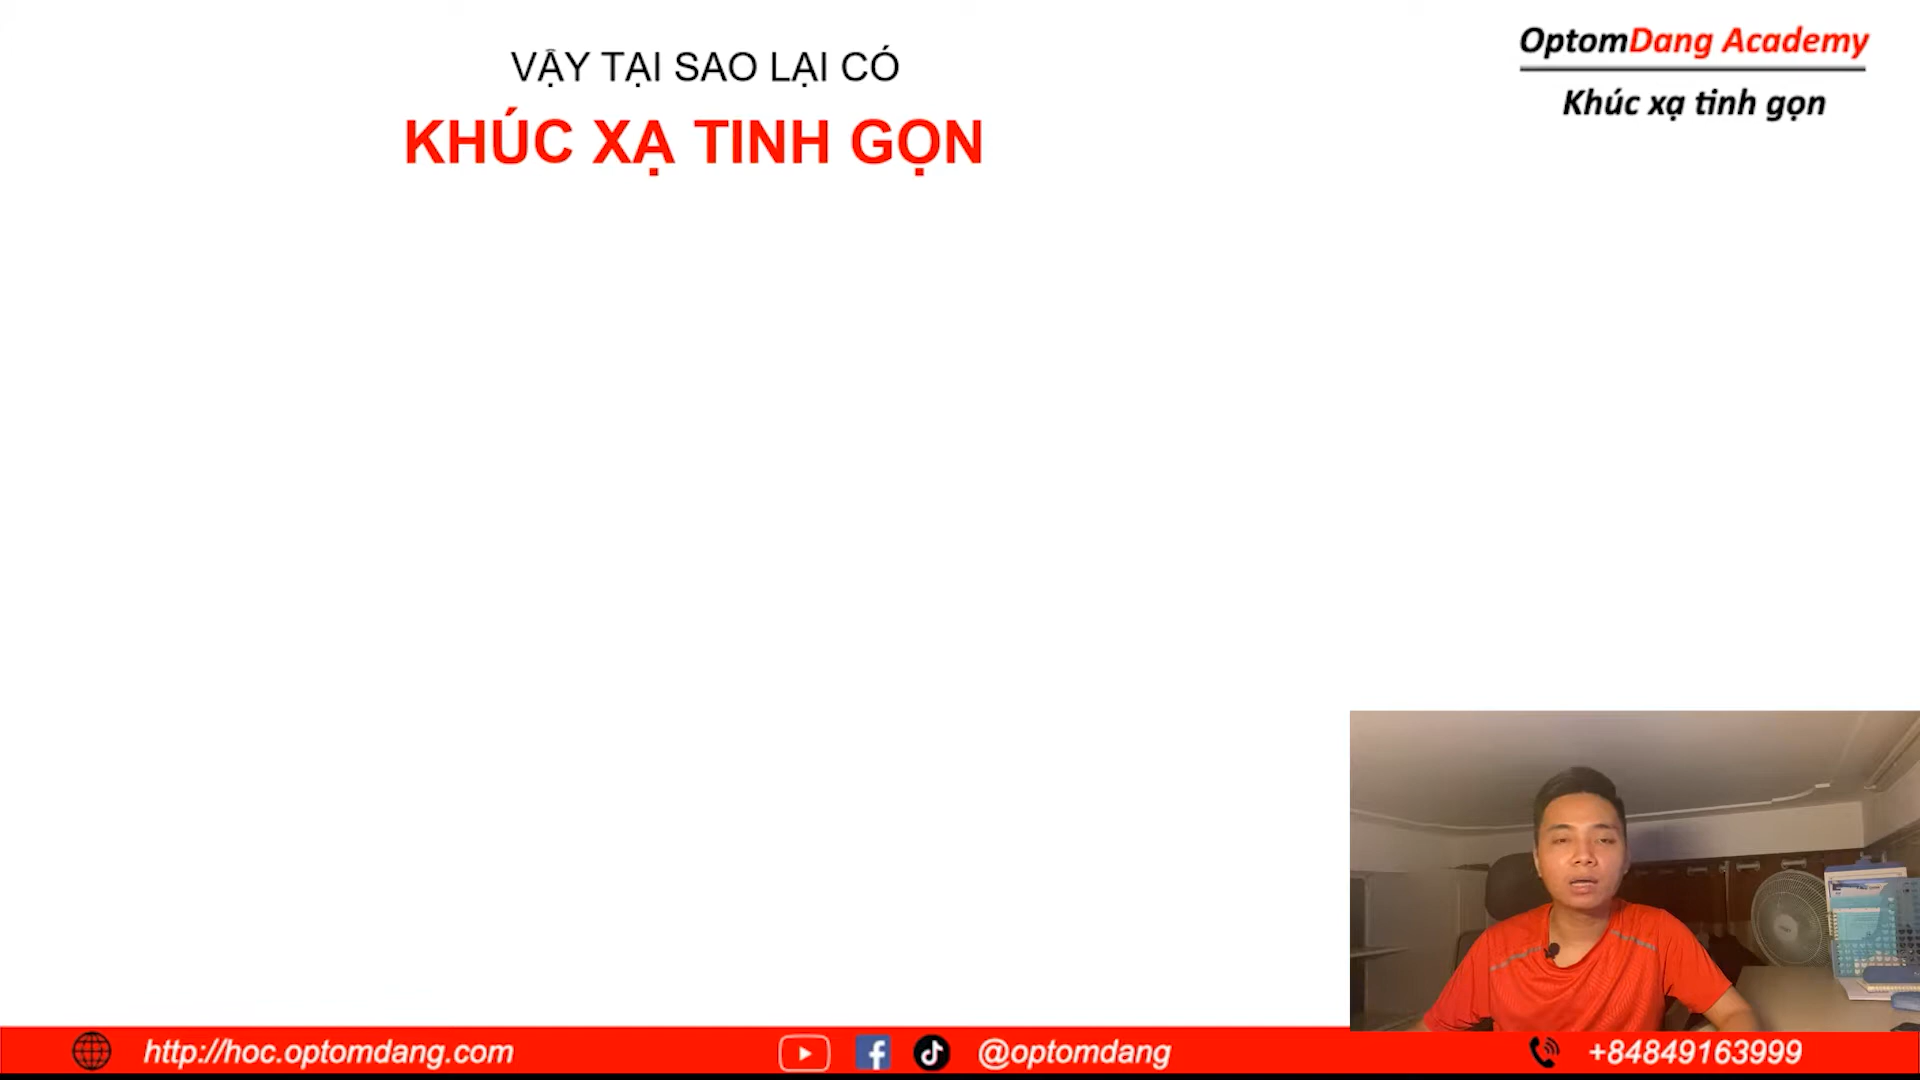 VẬY TẠI SAO LẠI CÓ
KHÚC XẠ TINH GỌN
OptomDang Academy
Khúc xạ tinh gọn
http://hoc.optomdang.com
@optomdang
+84849163999